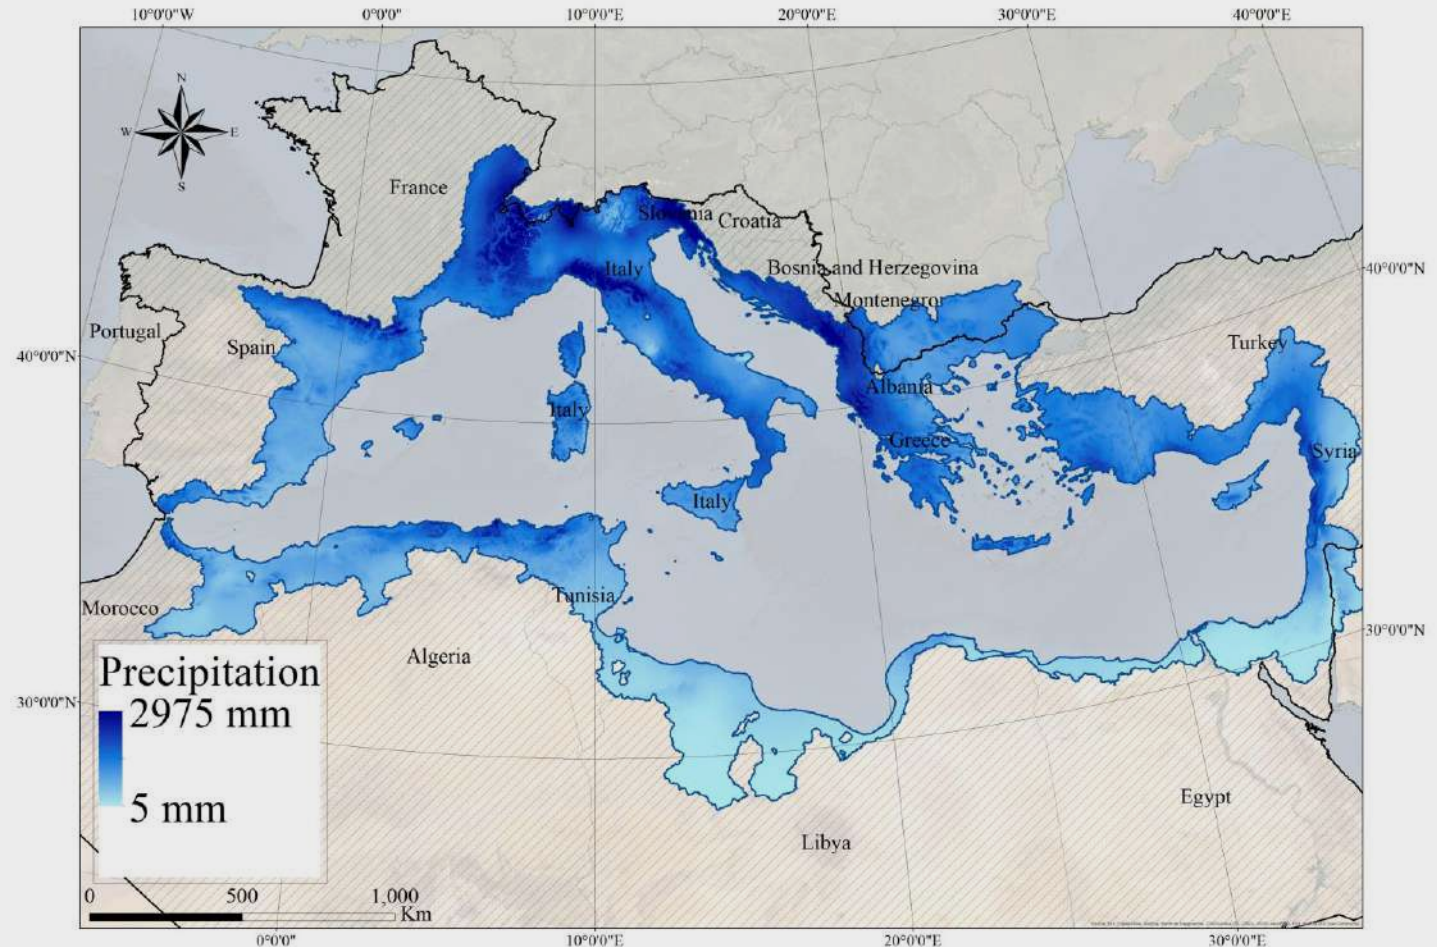 10°0'0"W 0°0'0" 10°0'0"E 20°0'0"E 30°0'0"E 40°0'0"E
N
W E
S
France
Slovenia
Croatia
Italy
Bosnia and Herzegovina
40°0'0"N
Montenegro
Portugal
Spain
Turkey
40°0'0"N
Albania
Italy
Greece
Syria
Italy
Tunisia
Morocco
30°0'0"N
Algeria
Precipitation
2975 mm
30°0'0"N
5 mm
Egypt
Libya
0 500 1,000
Km
0°0'0" 10°0'0"E 20°0'0"E 30°0'0"E